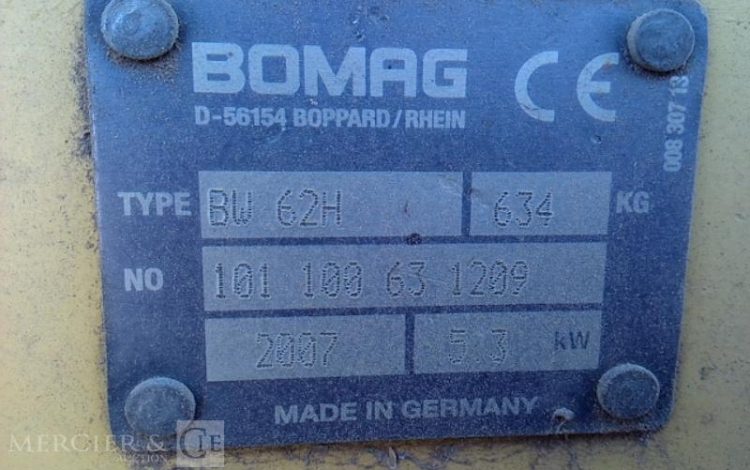 BOMAG CE
D-56154 BOPPARD/RHEIN
TYPE BW 62H 634 KG
NO 101 100 63 1209
2007 5.3 kW
MADE IN GERMANY
008 307 13
MERCIER & CIE
AUCTION